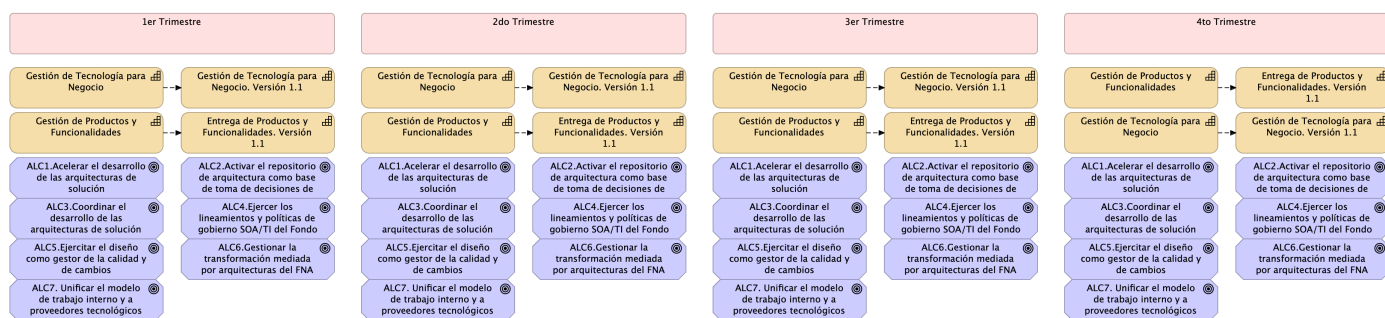 1er Trimestre
Gestión de Tecnología para
Negocio
Gestión de Tecnología para
Negocio. Versión 1.1
Gestión de Productos y
Funcionalidades
Entrega de Productos y
Funcionalidades. Versión
1.1
ALC1.Acelerar el desarrollo
de las arquitecturas de
solución
ALC2.Activar el repositorio
de arquitectura como base
de toma de decisiones de
ALC3.Coordinar el
desarrollo de las
arquitecturas de solución
ALC4.Ejercer los
lineamientos y políticas de
gobierno SOA/TI del Fondo
ALC5.Ejercitar el diseño
como gestor de la calidad y
de cambios
ALC6.Gestionar la
transformación mediada
por arquitecturas del FNA
ALC7. Unificar el modelo
de trabajo interno y a
proveedores tecnológicos
2do Trimestre
Gestión de Tecnología para
Negocio
Gestión de Tecnología para
Negocio. Versión 1.1
Gestión de Productos y
Funcionalidades
Entrega de Productos y
Funcionalidades. Versión
1.1
ALC1.Acelerar el desarrollo
de las arquitecturas de
solución
ALC2.Activar el repositorio
de arquitectura como base
de toma de decisiones de
ALC3.Coordinar el
desarrollo de las
arquitecturas de solución
ALC4.Ejercer los
lineamientos y políticas de
gobierno SOA/TI del Fondo
ALC5.Ejercitar el diseño
como gestor de la calidad y
de cambios
ALC6.Gestionar la
transformación mediada
por arquitecturas del FNA
ALC7. Unificar el modelo
de trabajo interno y a
proveedores tecnológicos
3er Trimestre
Gestión de Tecnología para
Negocio
Gestión de Tecnología para
Negocio. Versión 1.1
Gestión de Productos y
Funcionalidades
Entrega de Productos y
Funcionalidades. Versión
1.1
ALC1.Acelerar el desarrollo
de las arquitecturas de
solución
ALC2.Activar el repositorio
de arquitectura como base
de toma de decisiones de
ALC3.Coordinar el
desarrollo de las
arquitecturas de solución
ALC4.Ejercer los
lineamientos y políticas de
gobierno SOA/TI del Fondo
ALC5.Ejercitar el diseño
como gestor de la calidad y
de cambios
ALC6.Gestionar la
transformación mediada
por arquitecturas del FNA
ALC7. Unificar el modelo
de trabajo interno y a
proveedores tecnológicos
4to Trimestre
Gestión de Productos y
Funcionalidades
Entrega de Productos y
Funcionalidades. Versión
1.1
Gestión de Tecnología para
Negocio
Gestión de Tecnología para
Negocio. Versión 1.1
ALC1.Acelerar el desarrollo
de las arquitecturas de
solución
ALC2.Activar el repositorio
de arquitectura como base
de toma de decisiones de
ALC3.Coordinar el
desarrollo de las
arquitecturas de solución
ALC4.Ejercer los
lineamientos y políticas de
gobierno SOA/TI del Fondo
ALC5.Ejercitar el diseño
como gestor de la calidad y
de cambios
ALC6.Gestionar la
transformación mediada
por arquitecturas del FNA
ALC7. Unificar el modelo
de trabajo interno y a
proveedores tecnológicos